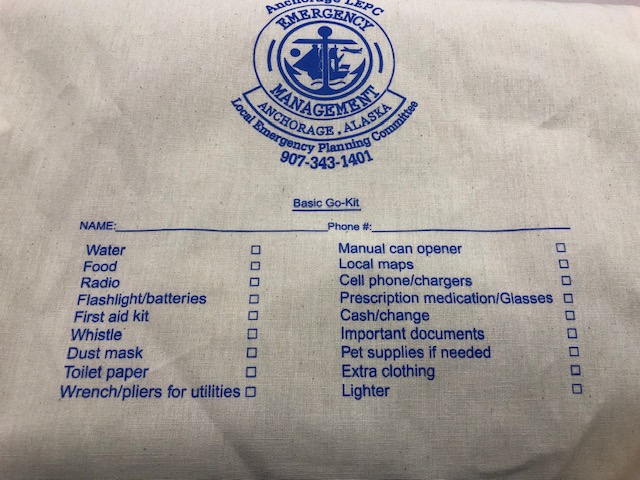 Anchorage LEPC
EMERGENCY
MANAGEMENT
ANCHORAGE, ALASKA
Local Emergency Planning Committee
907-343-1401
Basic Go-Kit
NAME: Phone #:
Water ☐ Manual can opener ☐
Food ☐ Local maps ☐
Radio ☐ Cell phone/chargers ☐
Flashlight/batteries ☐ Prescription medication/Glasses ☐
First aid kit ☐ Cash/change ☐
Whistle ☐ Important documents ☐
Dust mask ☐ Pet supplies if needed ☐
Toilet paper ☐ Extra clothing ☐
Wrench/pliers for utilities ☐ Lighter ☐